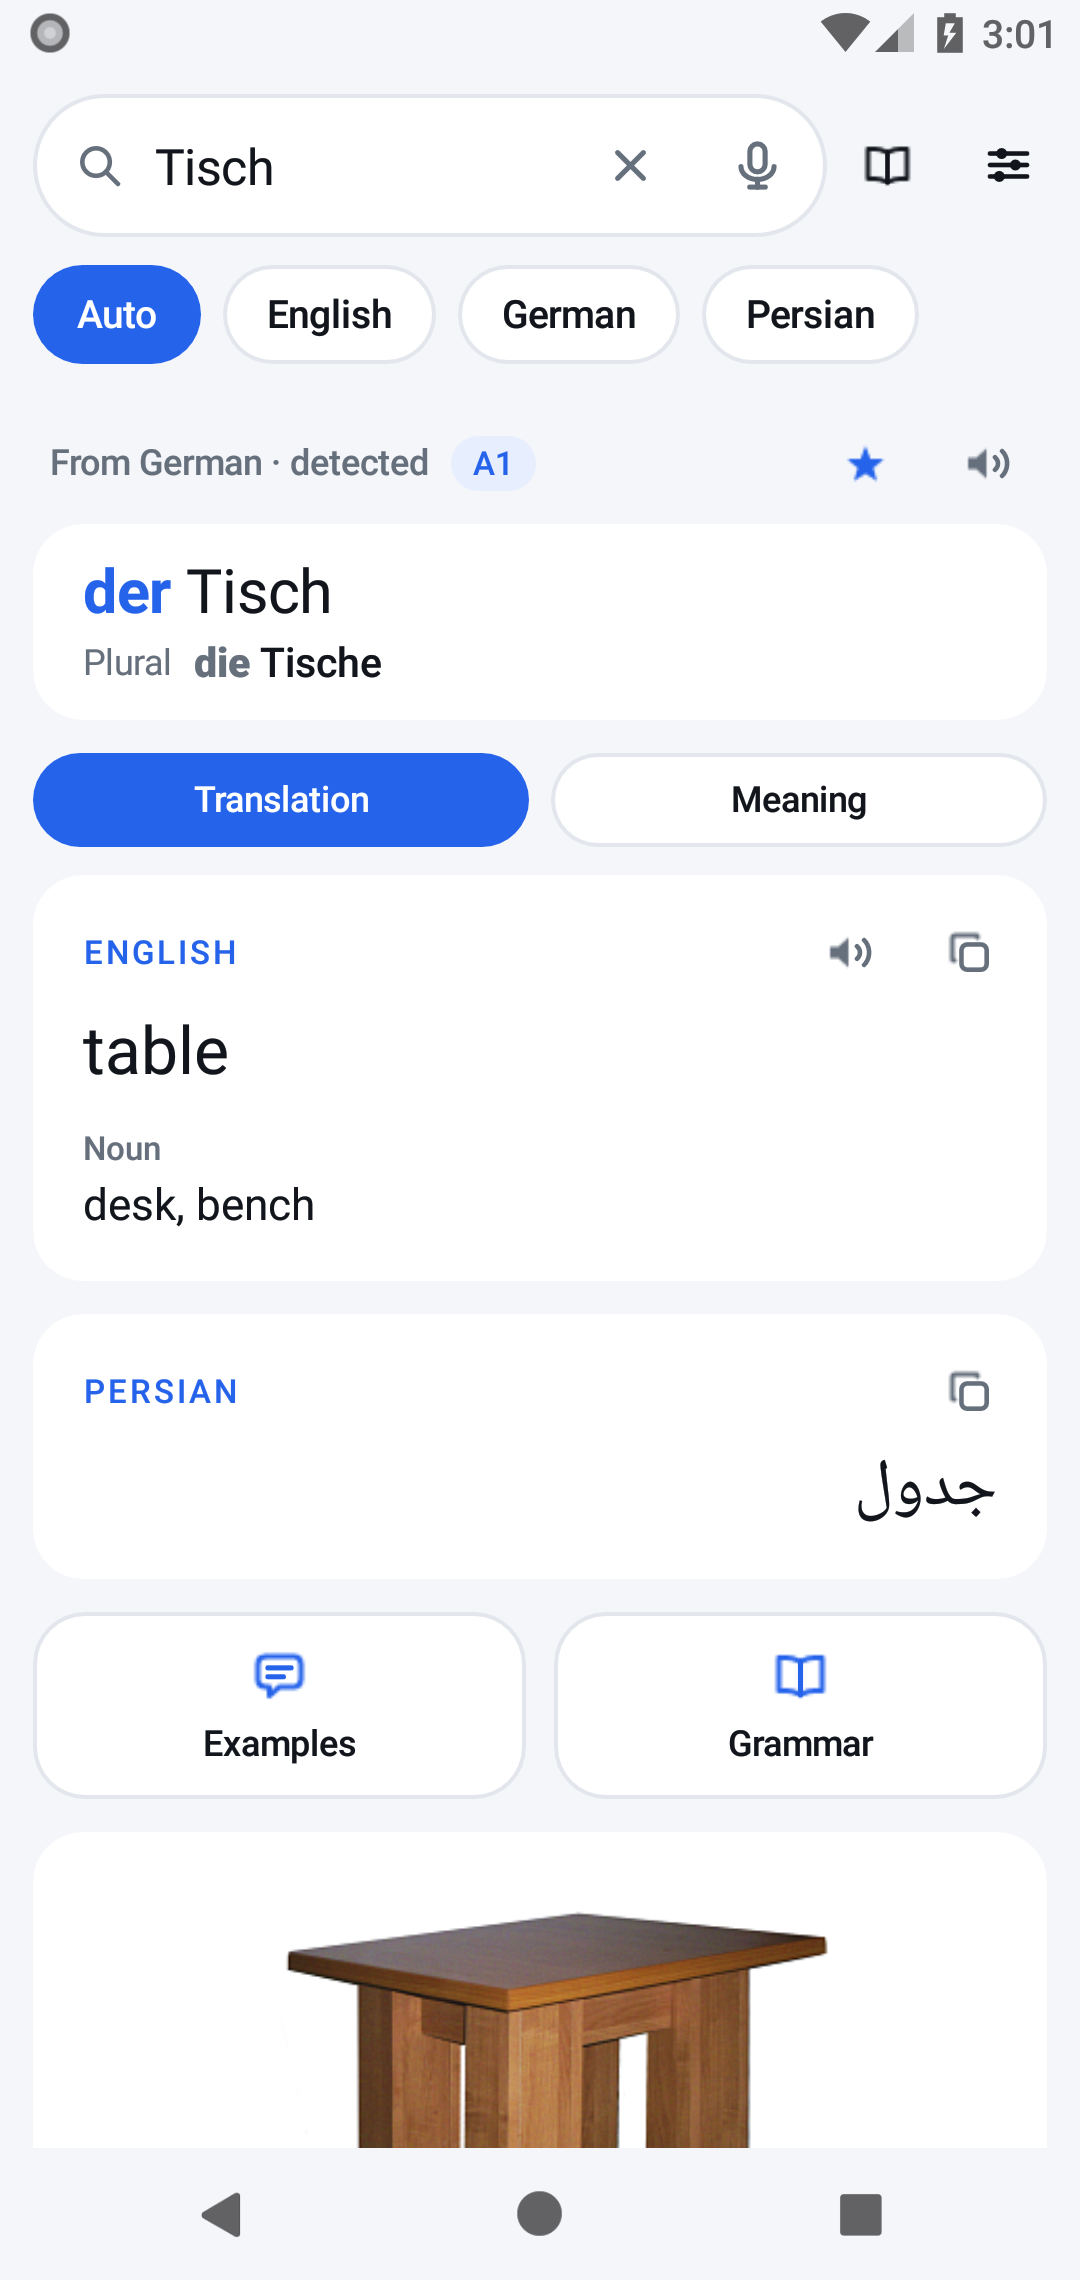 3:01
Tisch
Auto English German Persian
From German · detected A1
der Tisch
Plural die Tische
Translation Meaning
ENGLISH
table
Noun
desk, bench
PERSIAN
جدول
Examples Grammar